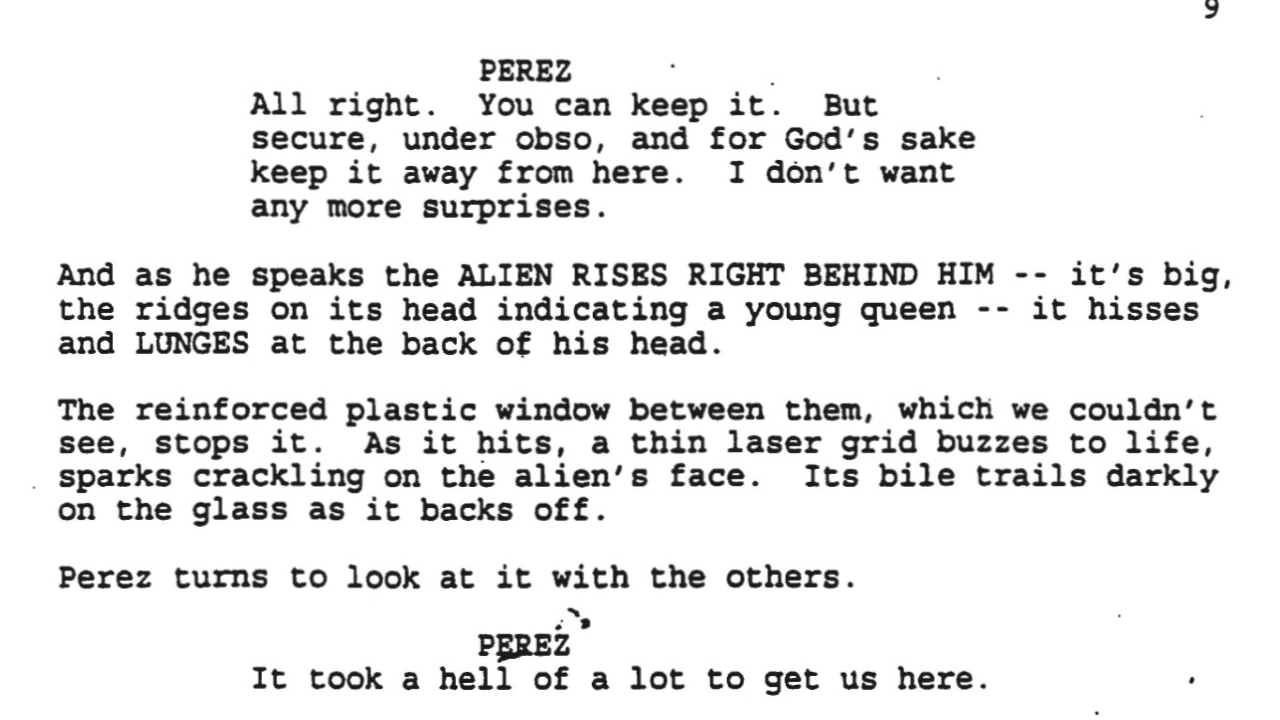 9
PEREZ
All right. You can keep it. But
secure, under obso, and for God's sake
keep it away from here. I don't want
any more surprises.
And as he speaks the ALIEN RISES RIGHT BEHIND HIM -- it's big,
the ridges on its head indicating a young queen -- it hisses
and LUNGES at the back of his head.
The reinforced plastic window between them, which we couldn't
see, stops it. As it hits, a thin laser grid buzzes to life,
sparks crackling on the alien's face. Its bile trails darkly
on the glass as it backs off.
Perez turns to look at it with the others.
PEREZ
It took a hell of a lot to get us here.